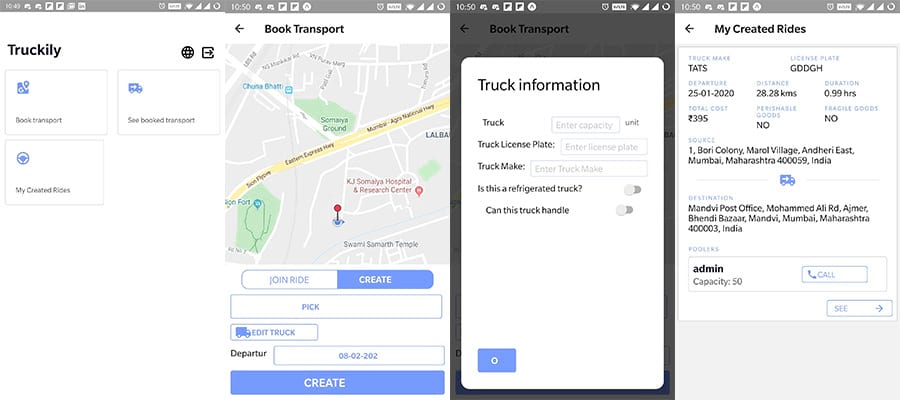 10:49
Truckily
Book transport
See booked transport
My Created Rides
10:50
Book Transport
VN Purav Marg
NS Mankikar Rd
Chuna Bhatti
Somaiya
Ground
Mumbai - Agra National Hwy
LALBA
Eastern Express Hwy
Sion Flyove
KJ Somaiya Hospital
& Research Center
Sion Fort
Swami Samarth Temple
JOIN RIDE
CREATE
PICK
EDIT TRUCK
Departur
08-02-202
CREATE
10:50
Book Transport
Truck information
Truck
Enter capacity
unit
Truck License Plate:
Enter license plate
Truck Make:
Enter Truck Make
Is this a refrigerated truck?
Can this truck handle
O
10:50
My Created Rides
TRUCK MAKE
LICENSE PLATE
TATS
GDDGH
DEPARTURE
DISTANCE
DURATION
25-01-2020
28.28 kms
0.99 hrs
TOTAL COST
PERISHABLE
GOODS
FRAGILE GOODS
₹395
NO
NO
SOURCE
1, Bori Colony, Marol Village, Andheri East,
Mumbai, Maharashtra 400059, India
DESTINATION
Mandvi Post Office, Mohammed Ali Rd, Ajmer,
Bhendi Bazaar, Mandvi, Mumbai, Maharashtra
400003, India
POOLERS
admin
Capacity: 50
CALL
SEE